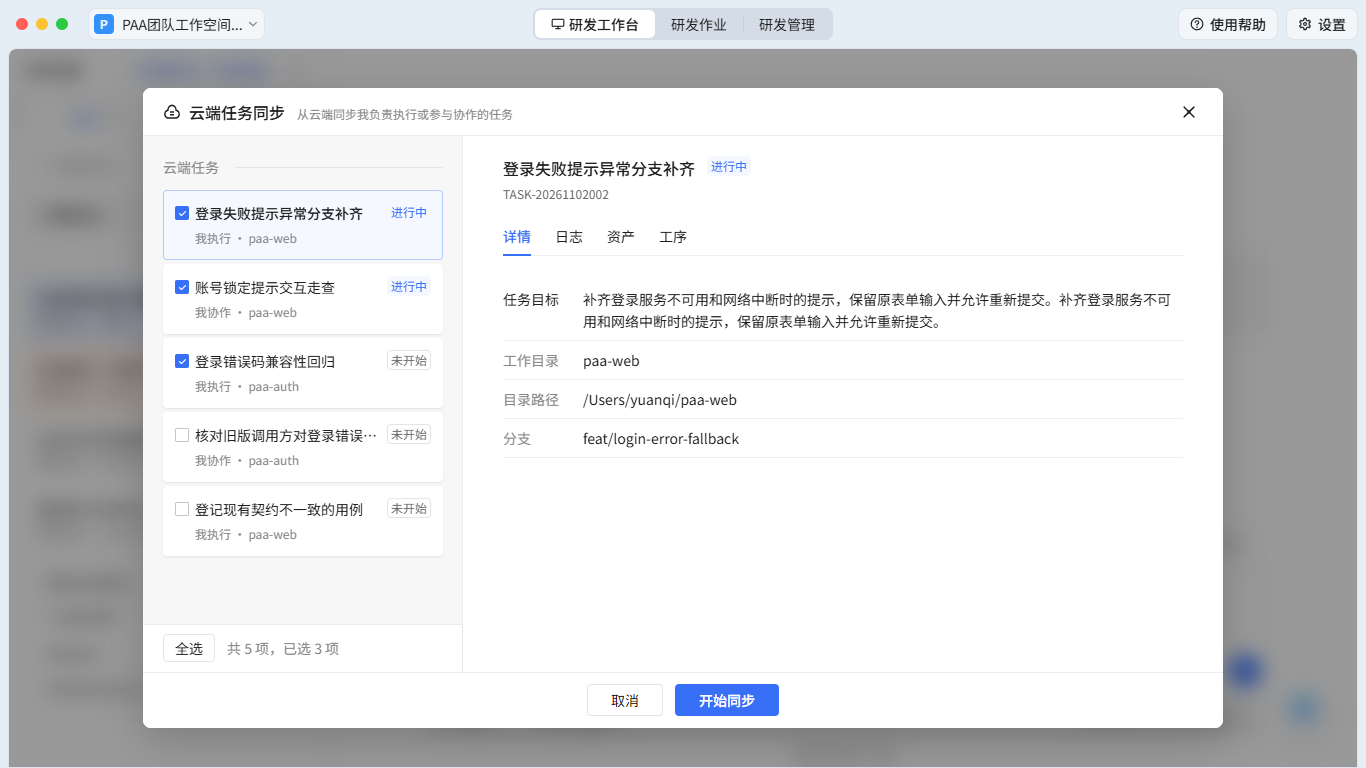 P PAA团队工作空间...
研发工作台 研发作业 研发管理
使用帮助 设置
云端任务同步 从云端同步我负责执行或参与协作的任务
云端任务
登录失败提示异常分支补齐 进行中
我执行 • paa-web
账号锁定提示交互走查 进行中
我协作 • paa-web
登录错误码兼容性回归 未开始
我执行 • paa-auth
核对旧版调用方对登录错误… 未开始
我协作 • paa-auth
登记现有契约不一致的用例 未开始
我执行 • paa-web
全选 共 5 项，已选 3 项
登录失败提示异常分支补齐 进行中
TASK-20261102002
详情 日志 资产 工序
任务目标 补齐登录服务不可用和网络中断时的提示，保留原表单输入并允许重新提交。补齐登录服务不可
用和网络中断时的提示，保留原表单输入并允许重新提交。
工作目录 paa-web
目录路径 /Users/yuanqi/paa-web
分支 feat/login-error-fallback
取消 开始同步